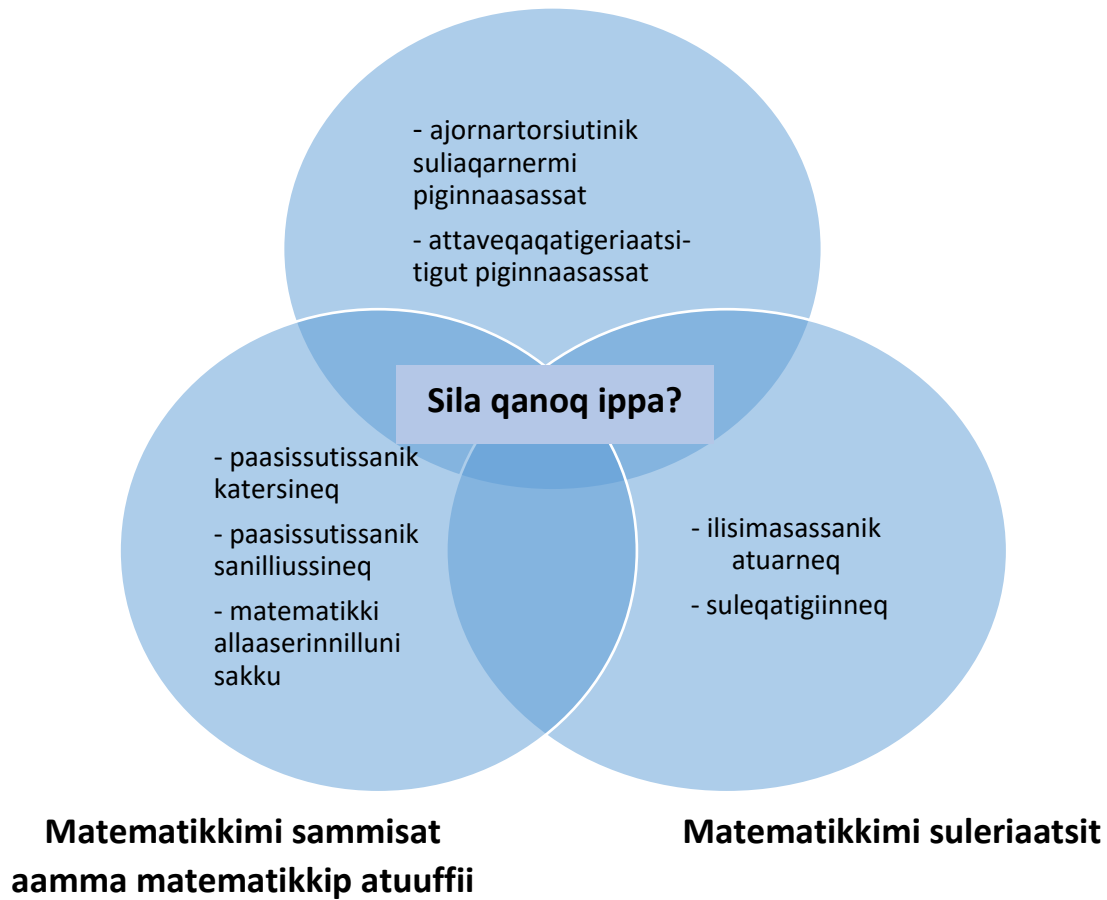 - ajornartorsiutinik
suliaqarnermi
piginnaasassat
- attaveqaqatigeriaatsi-
tigut piginnaasassat
Sila qanoq ippa?
- paasissutissanik
katersineq
- paasissutissanik
sanilliussineq
- matematikki
allaaserinnilluni
sakku
- ilisimasassanik
atuarneq
- suleqatigiinneq
Matematikkimi sammisat
aamma matematikkip atuuffii
Matematikkimi suleriaatsit